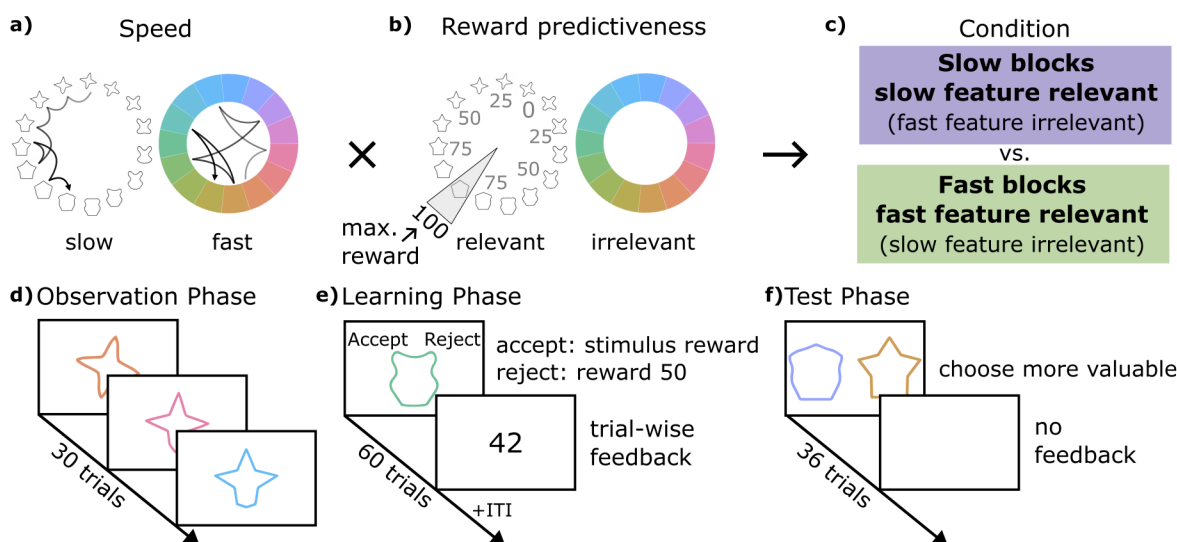 a) Speed
slow
fast
b) Reward predictiveness
25
0
50
25
75
50
75
100
max.
reward
relevant
irrelevant
×
c) Condition
Slow blocks
slow feature relevant
(fast feature irrelevant)
vs.
Fast blocks
fast feature relevant
(slow feature irrelevant)
d) Observation Phase
30 trials
e) Learning Phase
Accept Reject
accept: stimulus reward
reject: reward 50
42
trial-wise
feedback
60 trials
+ITI
f) Test Phase
choose more valuable
no
feedback
36 trials